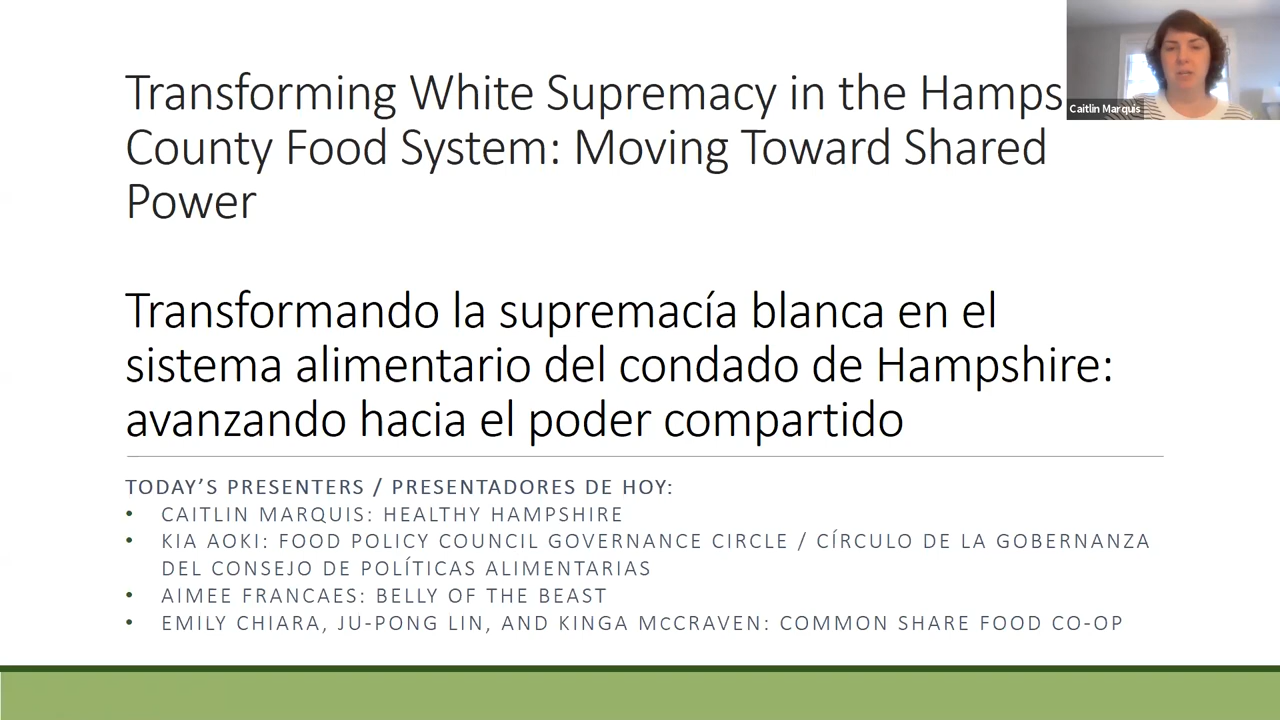 Transforming White Supremacy in the Hamps
County Food System: Moving Toward Shared
Power
Caitlin Marquis
Transformando la supremacía blanca en el
sistema alimentario del condado de Hampshire:
avanzando hacia el poder compartido
TODAY’S PRESENTERS / PRESENTADORES DE HOY:
• CAITLIN MARQUIS: HEALTHY HAMPSHIRE
• KIA AOKI: FOOD POLICY COUNCIL GOVERNANCE CIRCLE / CÍRCULO DE LA GOBERNANZA
DEL CONSEJO DE POLÍTICAS ALIMENTARIAS
• AIMEE FRANCAES: BELLY OF THE BEAST
• EMILY CHIARA, JU-PONG LIN, AND KINGA MCCRAVEN: COMMON SHARE FOOD CO-OP